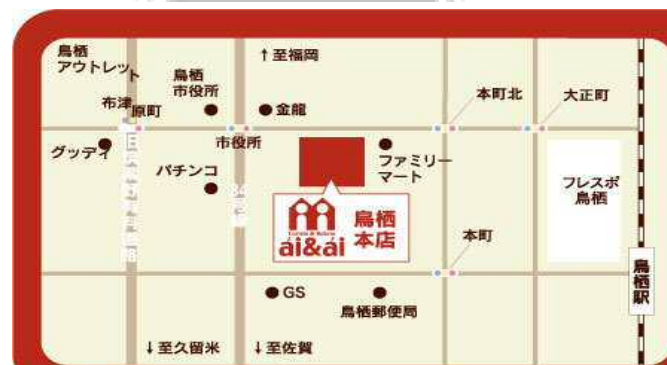 鳥栖
アウトレット
鳥栖
市役所
↑至福岡
布津
原町
金龍
本町北
大正町
グッディ
市役所
ファミリー
マート
パチンコ
フレスポ
鳥栖
ai&ai
鳥栖
本店
本町
鳥栖駅
GS
鳥栖郵便局
↓至久留米
↓至佐賀